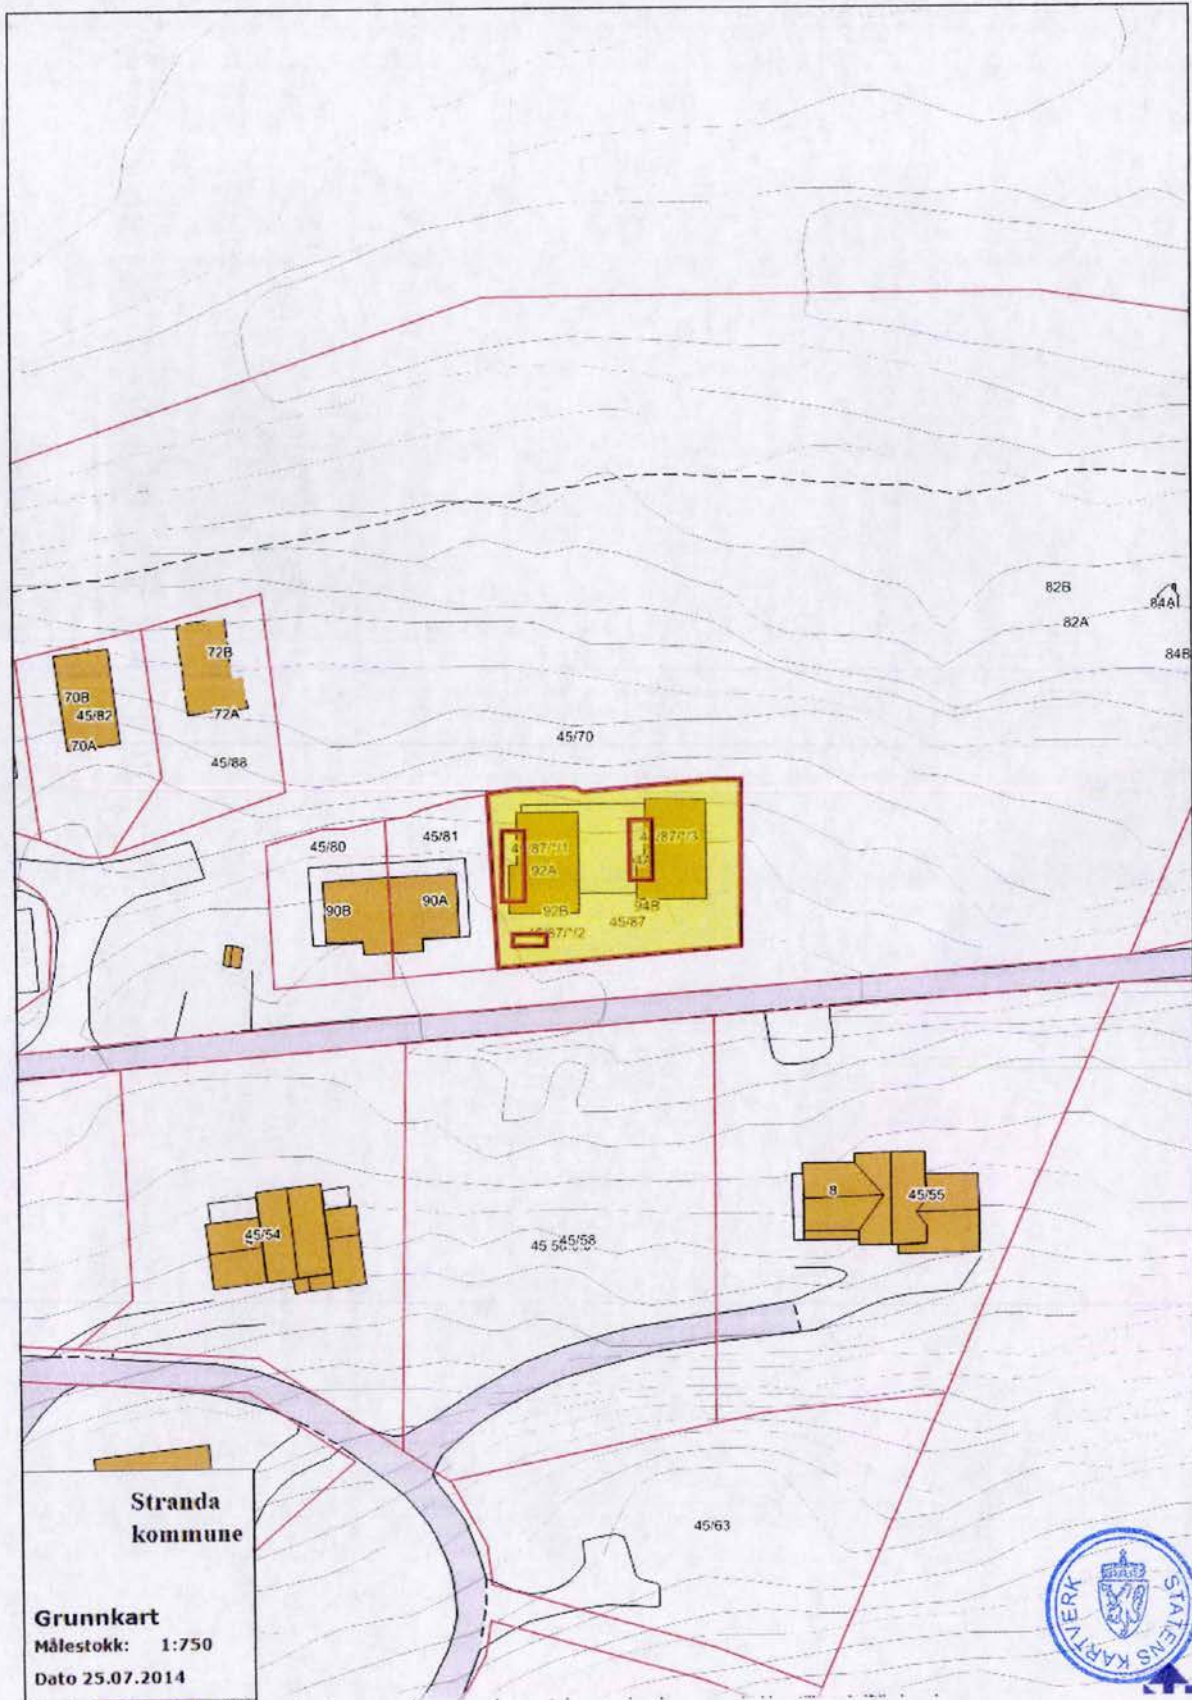 82B
84A
82A
84B
72B
70B
45/82
72A
70A
45/70
45/88
45/81
45/80
92A
90A
90B
92B
94B
45/87
8
45/55
45/54
45/58
45/63
Stranda
kommune
Grunnkart
Målestokk: 1:750
Dato 25.07.2014
STATENS KARTVERK